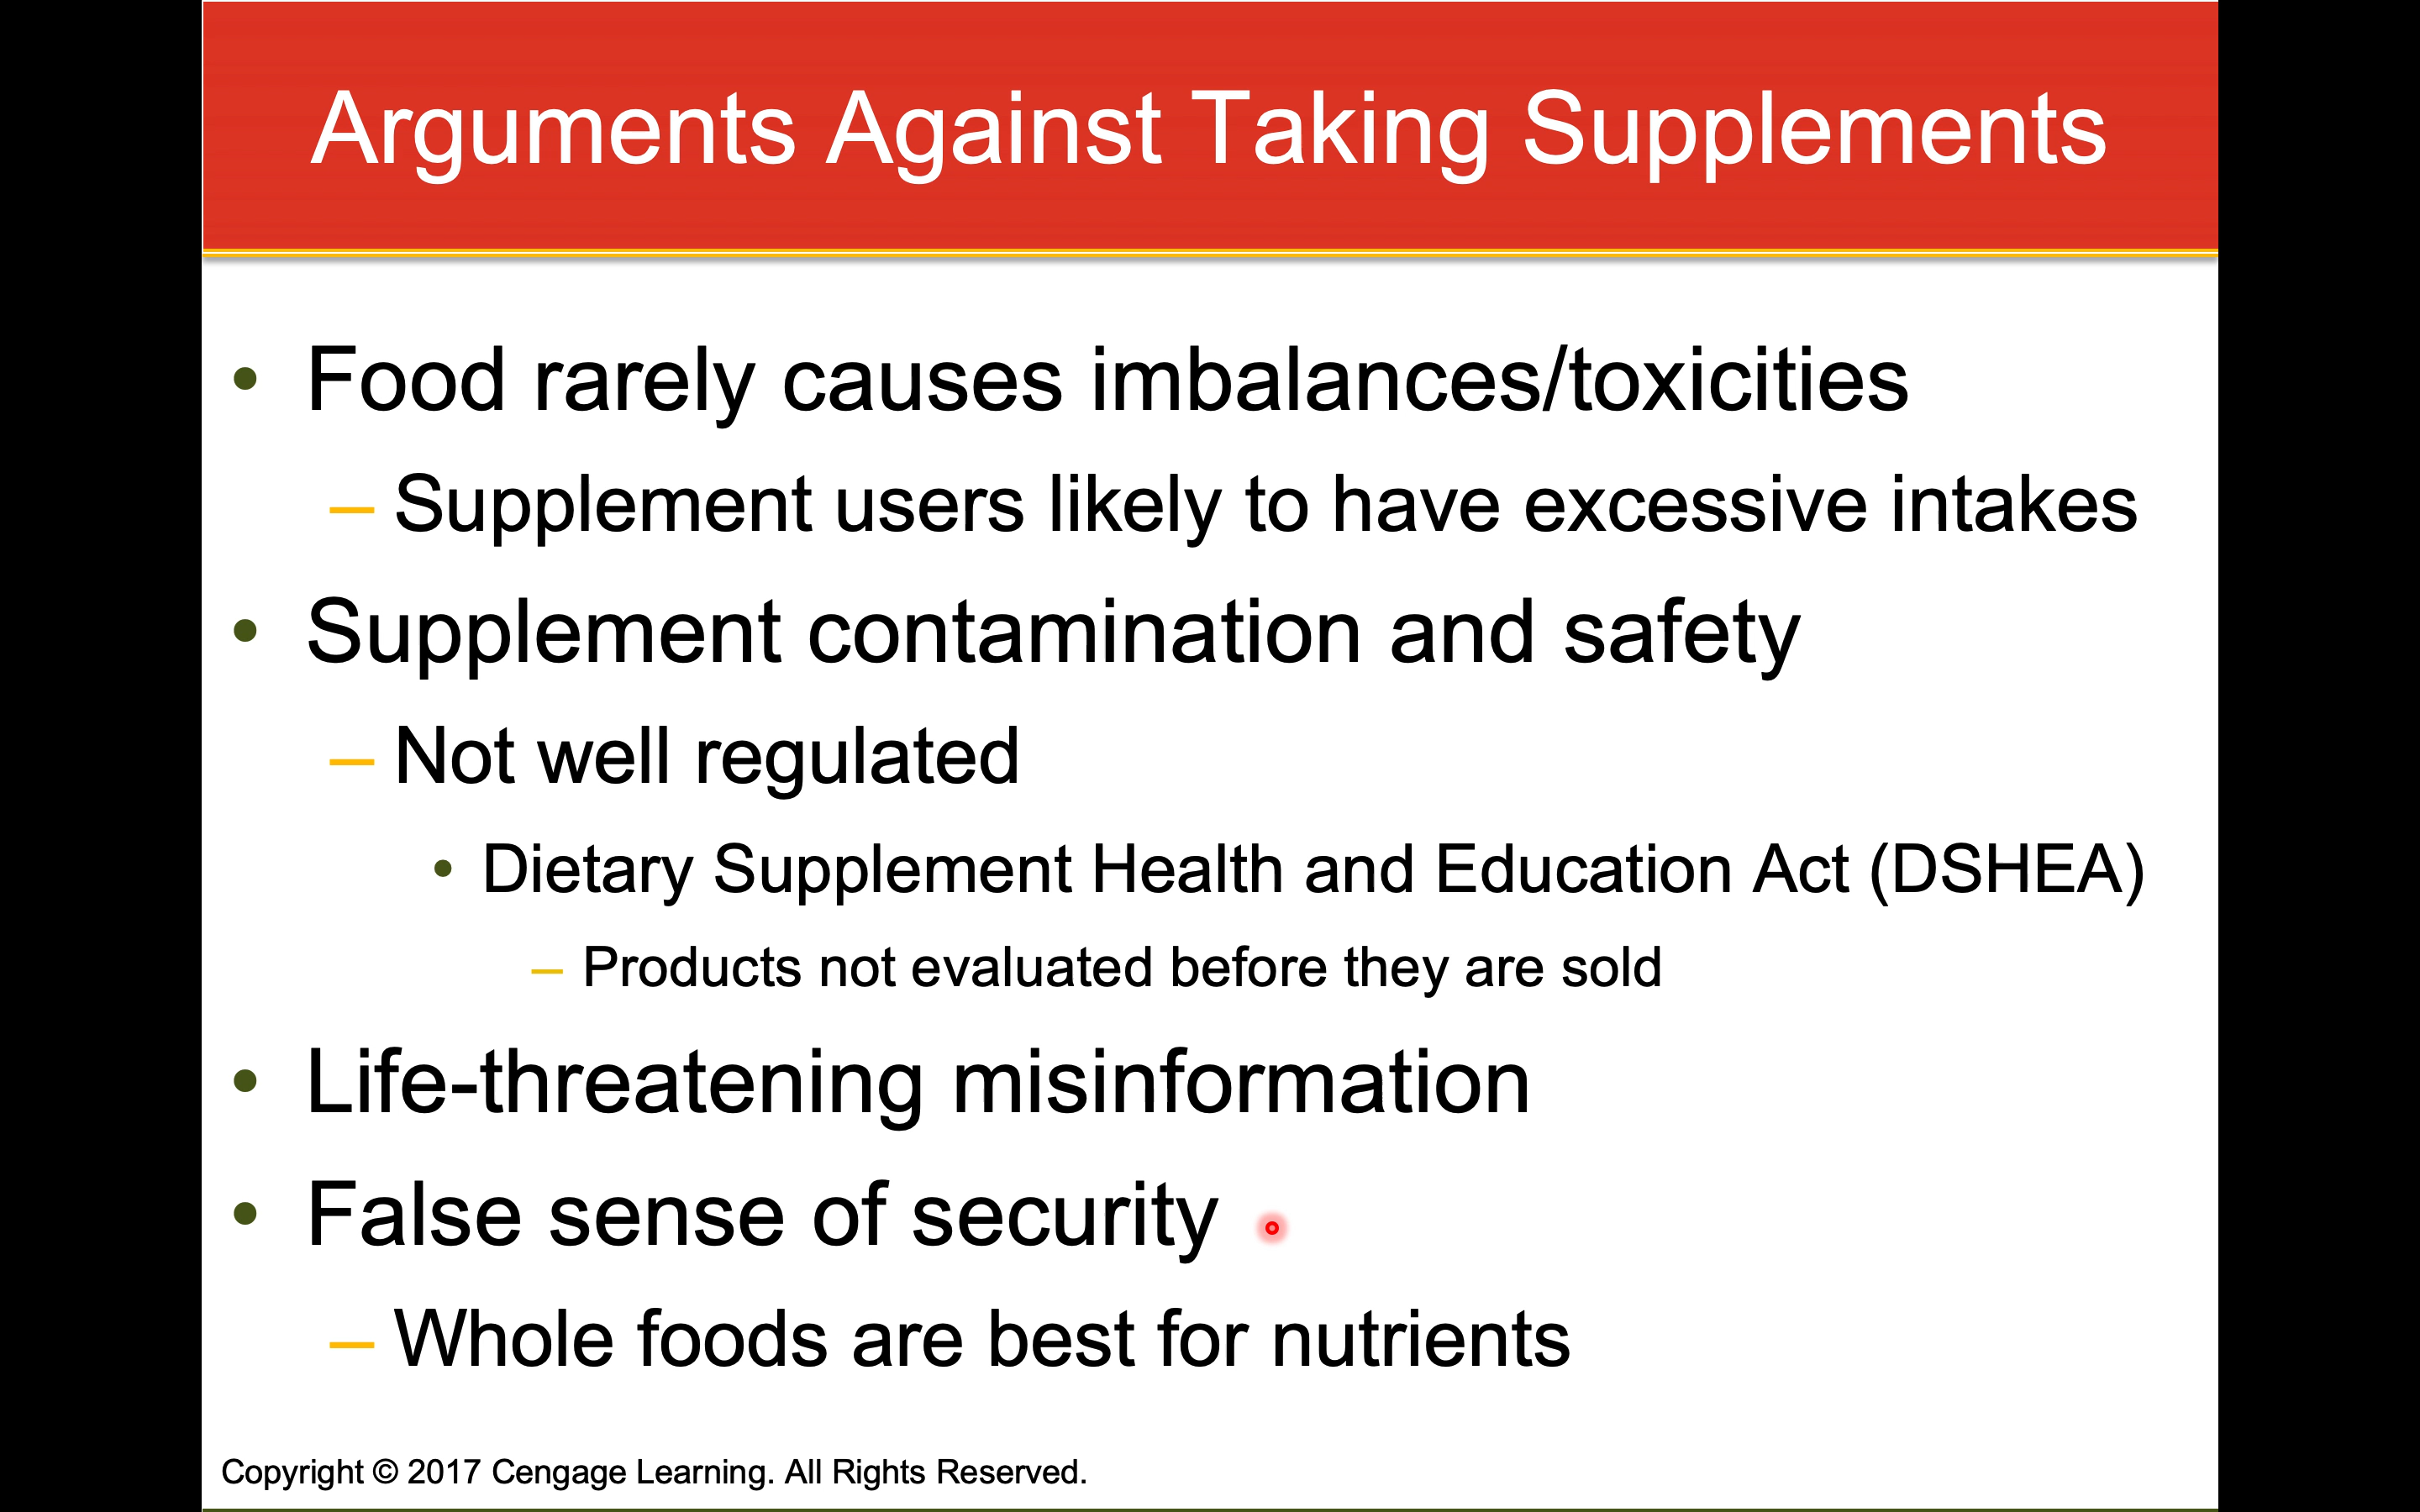 Arguments Against Taking Supplements
• Food rarely causes imbalances/toxicities
– Supplement users likely to have excessive intakes
• Supplement contamination and safety
– Not well regulated
• Dietary Supplement Health and Education Act (DSHEA)
– Products not evaluated before they are sold
• Life-threatening misinformation
• False sense of security
– Whole foods are best for nutrients
Copyright © 2017 Cengage Learning. All Rights Reserved.